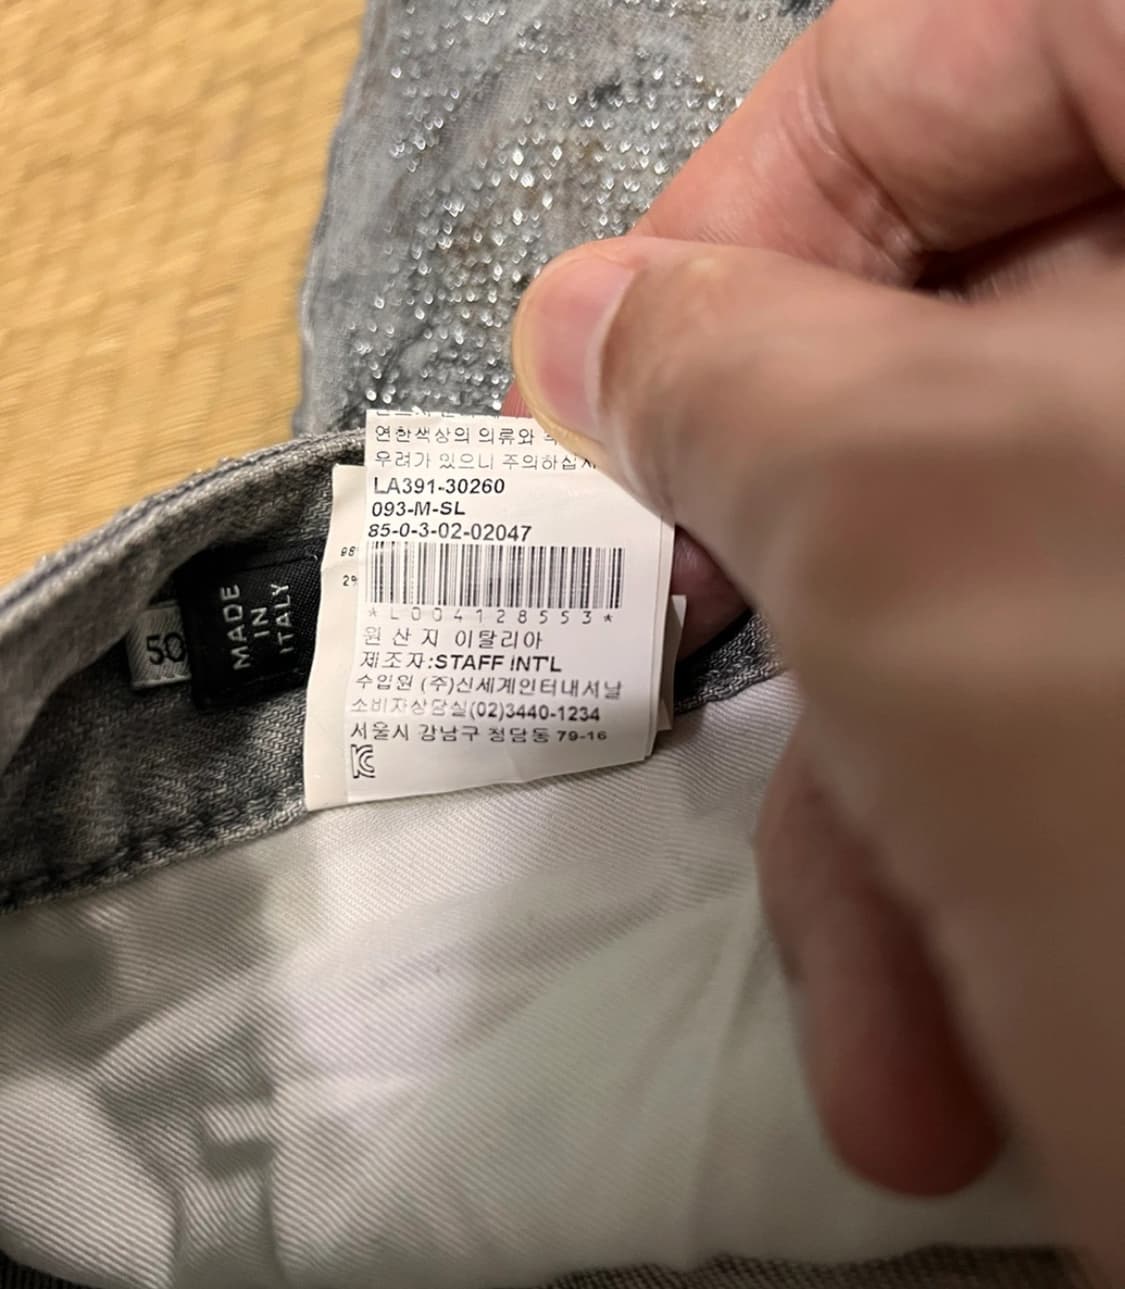 연한색상의 의류와
우려가 있으니 주의하십시
LA391-30260
093-M-SL
85-0-3-02-02047
*L004128553*
원 산 지 이탈리아
제조자:STAFF INT'L
수입원 (주)신세계인터내셔날
소비자상담실(02)3440-1234
서울시 강남구 청담동 79-16
KC
98
2%
50
MADE
IN
ITALY